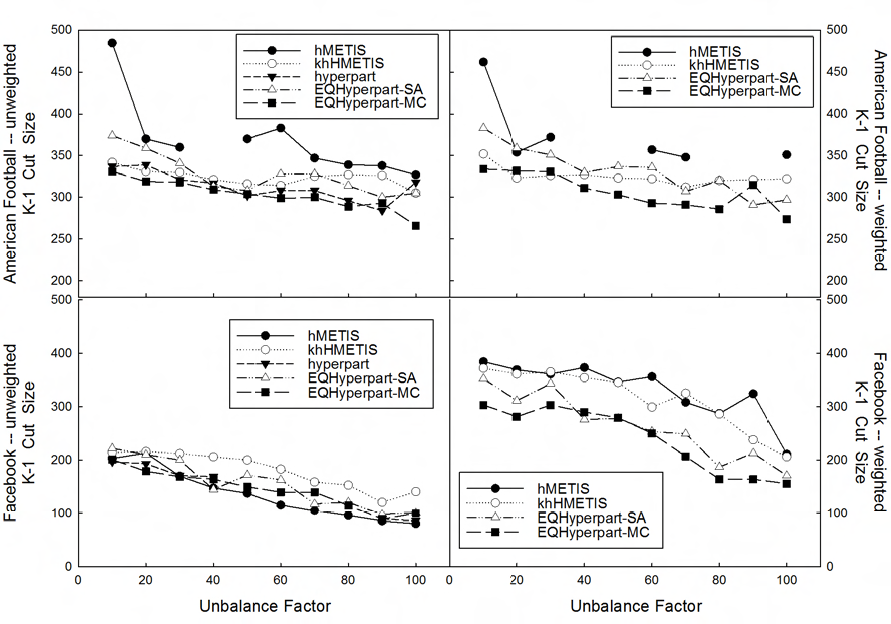 American Football -- unweighted
K-1 Cut Size
500
450
400
350
300
250
200
hMETIS
khHMETIS
hyperpart
EQHyperpart-SA
EQHyperpart-MC
hMETIS
khHMETIS
EQHyperpart-SA
EQHyperpart-MC
500
450
400
350
300
250
200
American Football -- weighted
K-1 Cut Size
Facebook -- unweighted
K-1 Cut Size
500
400
300
200
100
0
hMETIS
khHMETIS
hyperpart
EQHyperpart-SA
EQHyperpart-MC
hMETIS
khHMETIS
EQHyperpart-SA
EQHyperpart-MC
500
400
300
200
100
0
Facebook -- weighted
K-1 Cut Size
0 20 40 60 80 100 0 20 40 60 80 100
Unbalance Factor Unbalance Factor